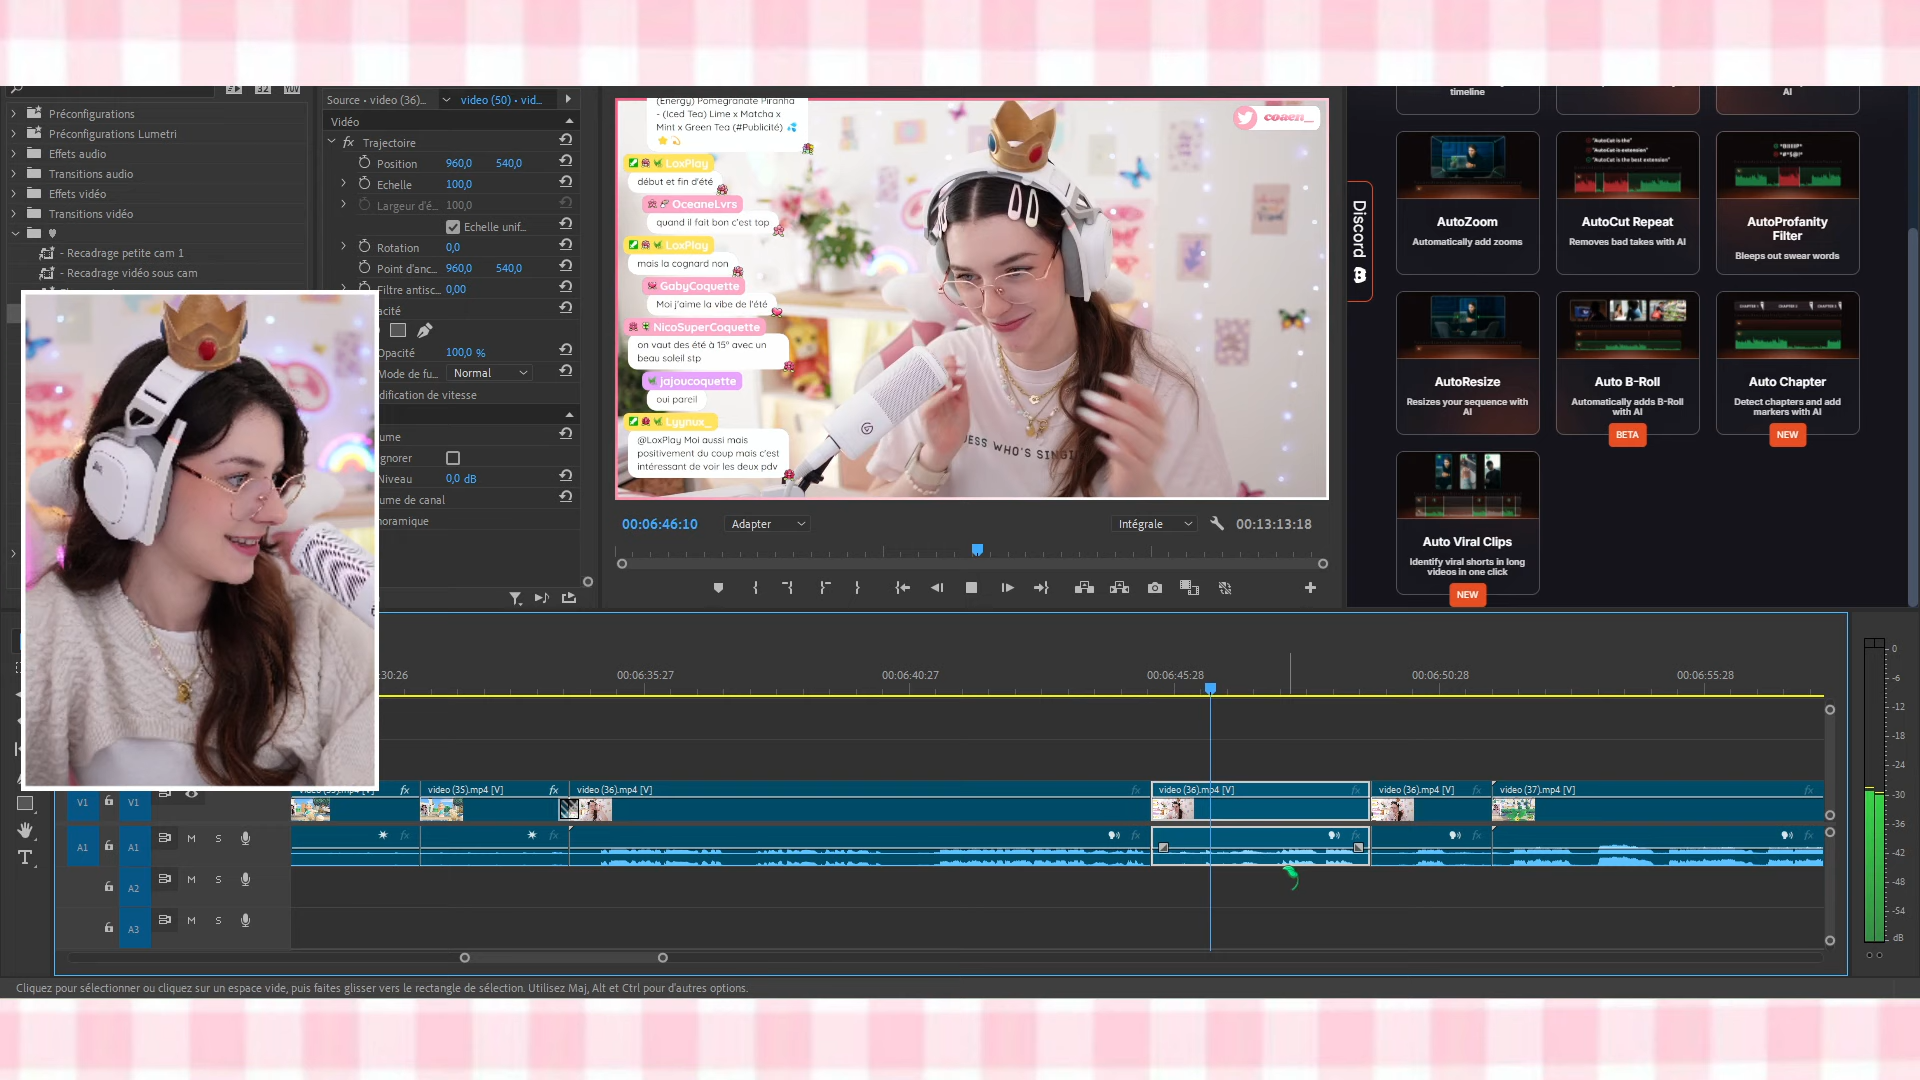 Préconfigurations
Préconfigurations Lumetri
Effets audio
Transitions audio
Effets vidéo
Transitions vidéo
- Recadrage petite cam 1
- Recadrage vidéo sous cam
Source • video (36)...
video (50) • vid...
Vidéo
fx Trajectoire
Position 960,0 540,0
Echelle 100,0
Largeur d'é... 100,0
Echelle unif...
Rotation 0,0
Point d'anc... 960,0 540,0
Filtre antisc... 0,00
acité
Opacité 100,0 %
Mode de fu... Normal
dification de vitesse
ume
gnorer
Niveau 0,0 dB
ume de canal
noramique
(Energy) Pomegranate Piranha
- (Iced Tea) Lime x Matcha x
Mint x Green Tea (#Publicité)
LoxPlay
début et fin d'été
OceaneLvrs
quand il fait bon c'est top
LoxPlay
mais la cognard non
GabyCoquette
Moi j'aime la vibe de l'été
NicoSuperCoquette
on vaut des été à 15° avec un
beau soleil stp
jajoucoquette
oui pareil
Lyynux_
@LoxPlay Moi aussi mais
positivement du coup mais c'est
intéressant de voir les deux pdv
coaen_
ESS WHO'S SINGI
00:06:46:10
Adapter
Intégrale
00:13:13:18
Discord
timeline
AI
AutoZoom
Automatically add zooms
AutoCut Repeat
Removes bad takes with AI
AutoProfanity
Filter
Bleeps out swear words
AutoResize
Resizes your sequence with
AI
Auto B-Roll
Automatically adds B-Roll
with AI
BETA
Auto Chapter
Detect chapters and add
markers with AI
NEW
Auto Viral Clips
Identify viral shorts in long
videos in one click
NEW
:30:26
00:06:35:27
00:06:40:27
00:06:45:28
00:06:50:28
00:06:55:28
V1 V1
video (35).mp4 [V] fx
video (35).mp4 [V] fx
video (36).mp4 [V] fx
video (36).mp4 [V] fx
video (36).mp4 [V] fx
video (37).mp4 [V] fx
A1 A1 M S
A2 M S
A3 M S
0
-6
-12
-18
-24
-30
-36
-42
-48
-54
dB
Cliquez pour sélectionner ou cliquez sur un espace vide, puis faites glisser vers le rectangle de sélection. Utilisez Maj, Alt et Ctrl pour d'autres options.